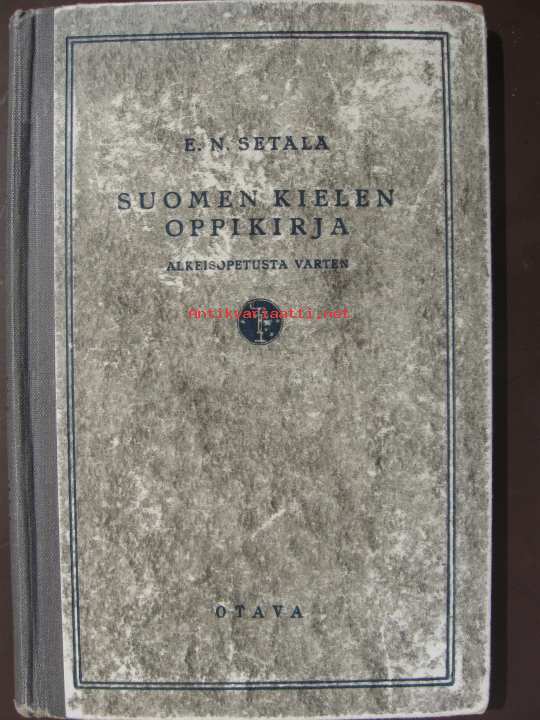 E. N. SETÄLÄ
SUOMEN KIELEN
OPPIKIRJA
ALKEISOPETUSTA VARTEN
Antikvariaatti.net
OTAVA